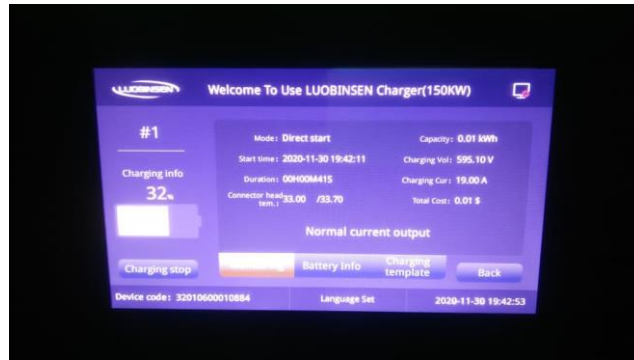 LUOBINSEN
Welcome To Use LUOBINSEN Charger(150KW)
#1
Charging info
32%
Charging stop
Mode: Direct start
Capacity: 0.01 kWh
Start time: 2020-11-30 19:42:11
Charging Vol: 595.10 V
Duration: 00H00M41S
Charging Cur: 19.00 A
Connector head
tem.: 33.00 /33.70
Total Cost: 0.01 $
Normal current output
Battery Info
Charging
template
Back
Device code: 32010600010884
Language Set
2020-11-30 19:42:53